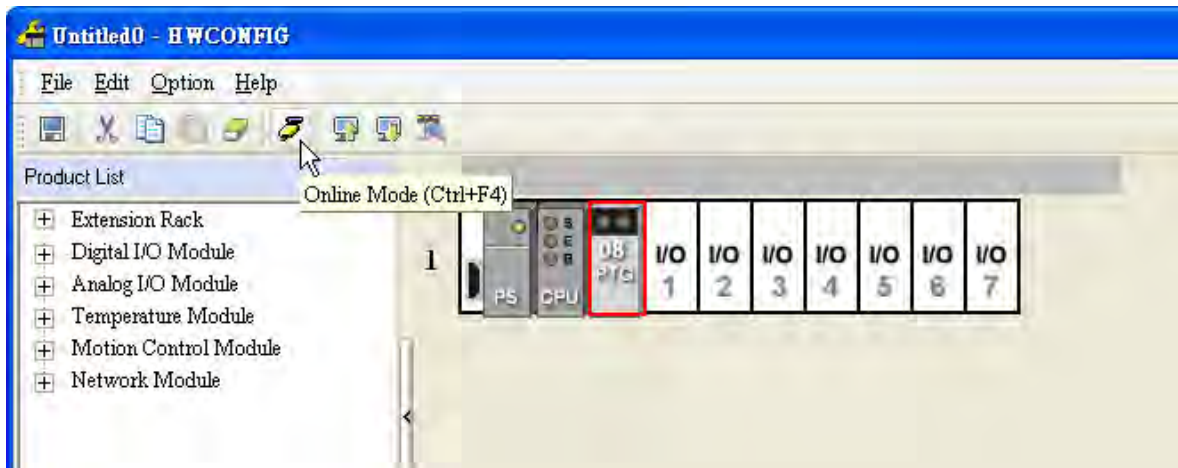 Untitled0 - HWCONFIG
File Edit Option Help
Product List
Online Mode (Ctrl+F4)
Extension Rack
Digital I/O Module
Analog I/O Module
Temperature Module
Motion Control Module
Network Module
1
PS
CPU
08
PTG
I/O 1
I/O 2
I/O 3
I/O 4
I/O 5
I/O 6
I/O 7